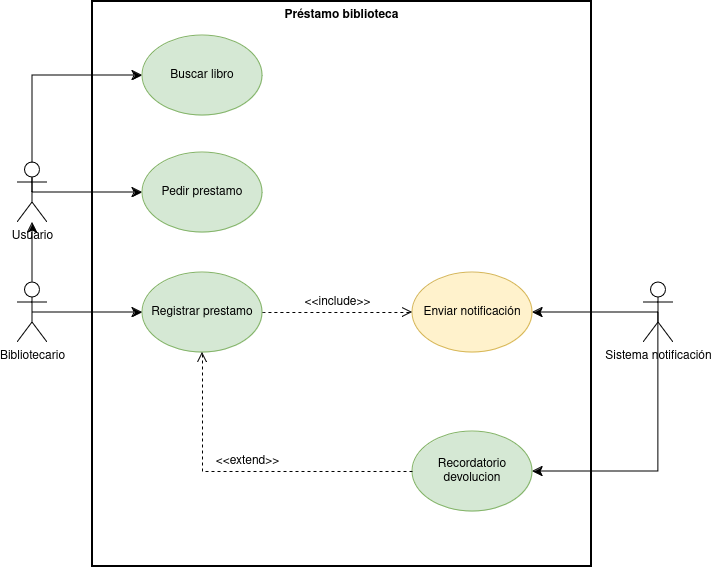 Préstamo biblioteca
Buscar libro
Pedir prestamo
Usuario
Registrar prestamo
<<include>>
Enviar notificación
Bibliotecario
Sistema notificación
<<extend>>
Recordatorio
devolucion